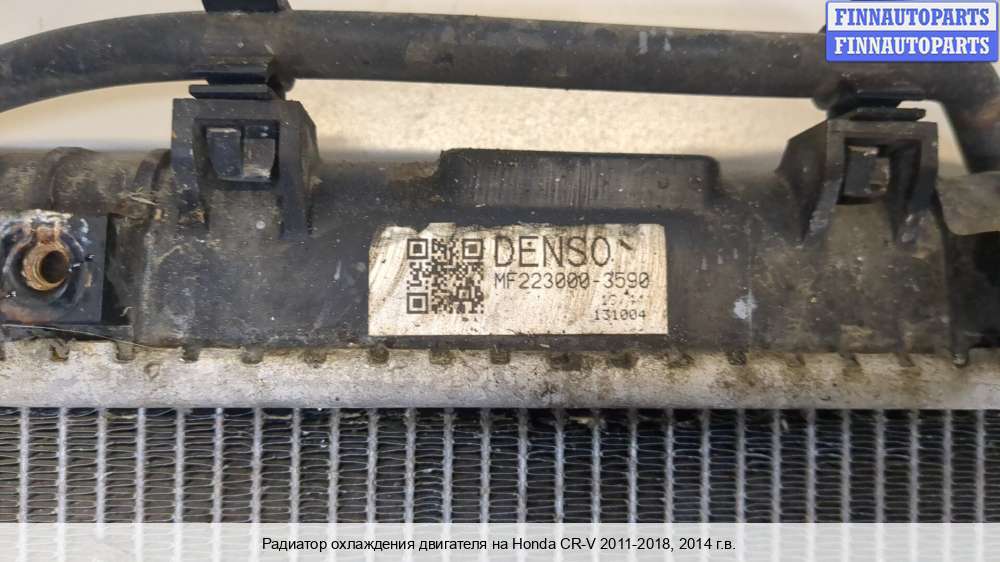 FINNAUTOPARTS
FINNAUTOPARTS
DENSO
MF223000-3590
131004
Радиатор охлаждения двигателя на Honda CR-V 2011-2018, 2014 г.в.